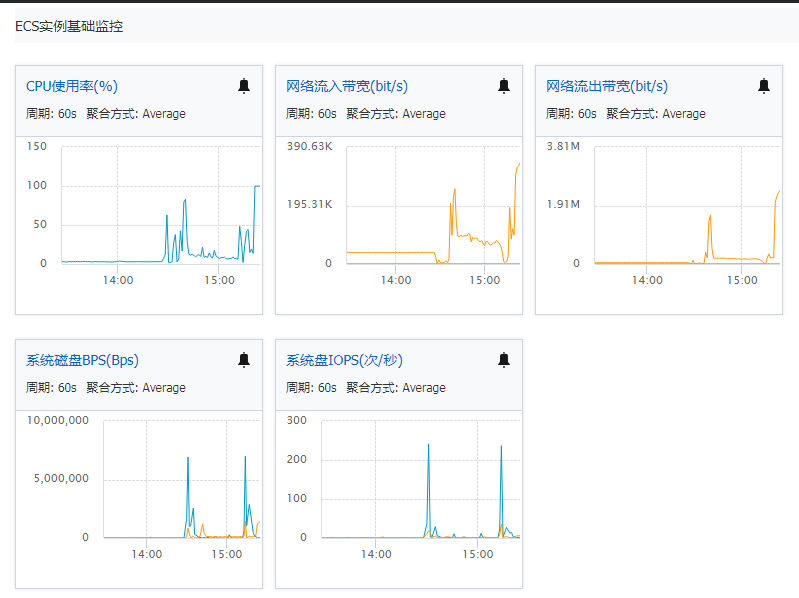 ECS实例基础监控
CPU使用率(%)
周期: 60s 聚合方式: Average
150
100
50
0
14:00 15:00
网络流入带宽(bit/s)
周期: 60s 聚合方式: Average
390.63K
195.31K
0
14:00 15:00
网络流出带宽(bit/s)
周期: 60s 聚合方式: Average
3.81M
1.91M
0
14:00 15:00
系统磁盘BPS(Bps)
周期: 60s 聚合方式: Average
10,000,000
5,000,000
0
14:00 15:00
系统盘IOPS(次/秒)
周期: 60s 聚合方式: Average
300
200
100
0
14:00 15:00